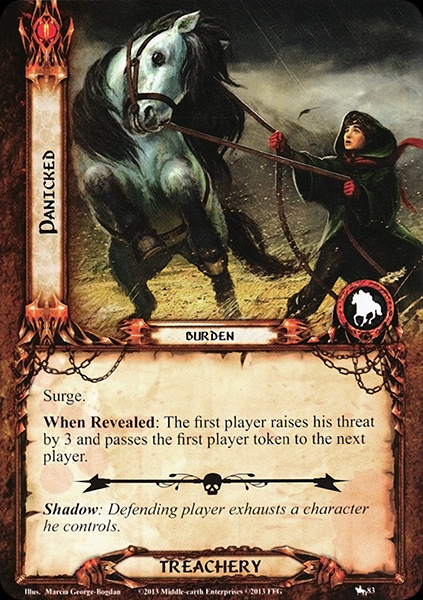 PANICKED
BURDEN
Surge.
When Revealed: The first player raises his threat
by 3 and passes the first player token to the next
player.
Shadow: Defending player exhausts a character
he controls.
TREACHERY
Illus. Marcia George-Bogdan ©2013 Middle-earth Enterprises ©2013 FFG 83